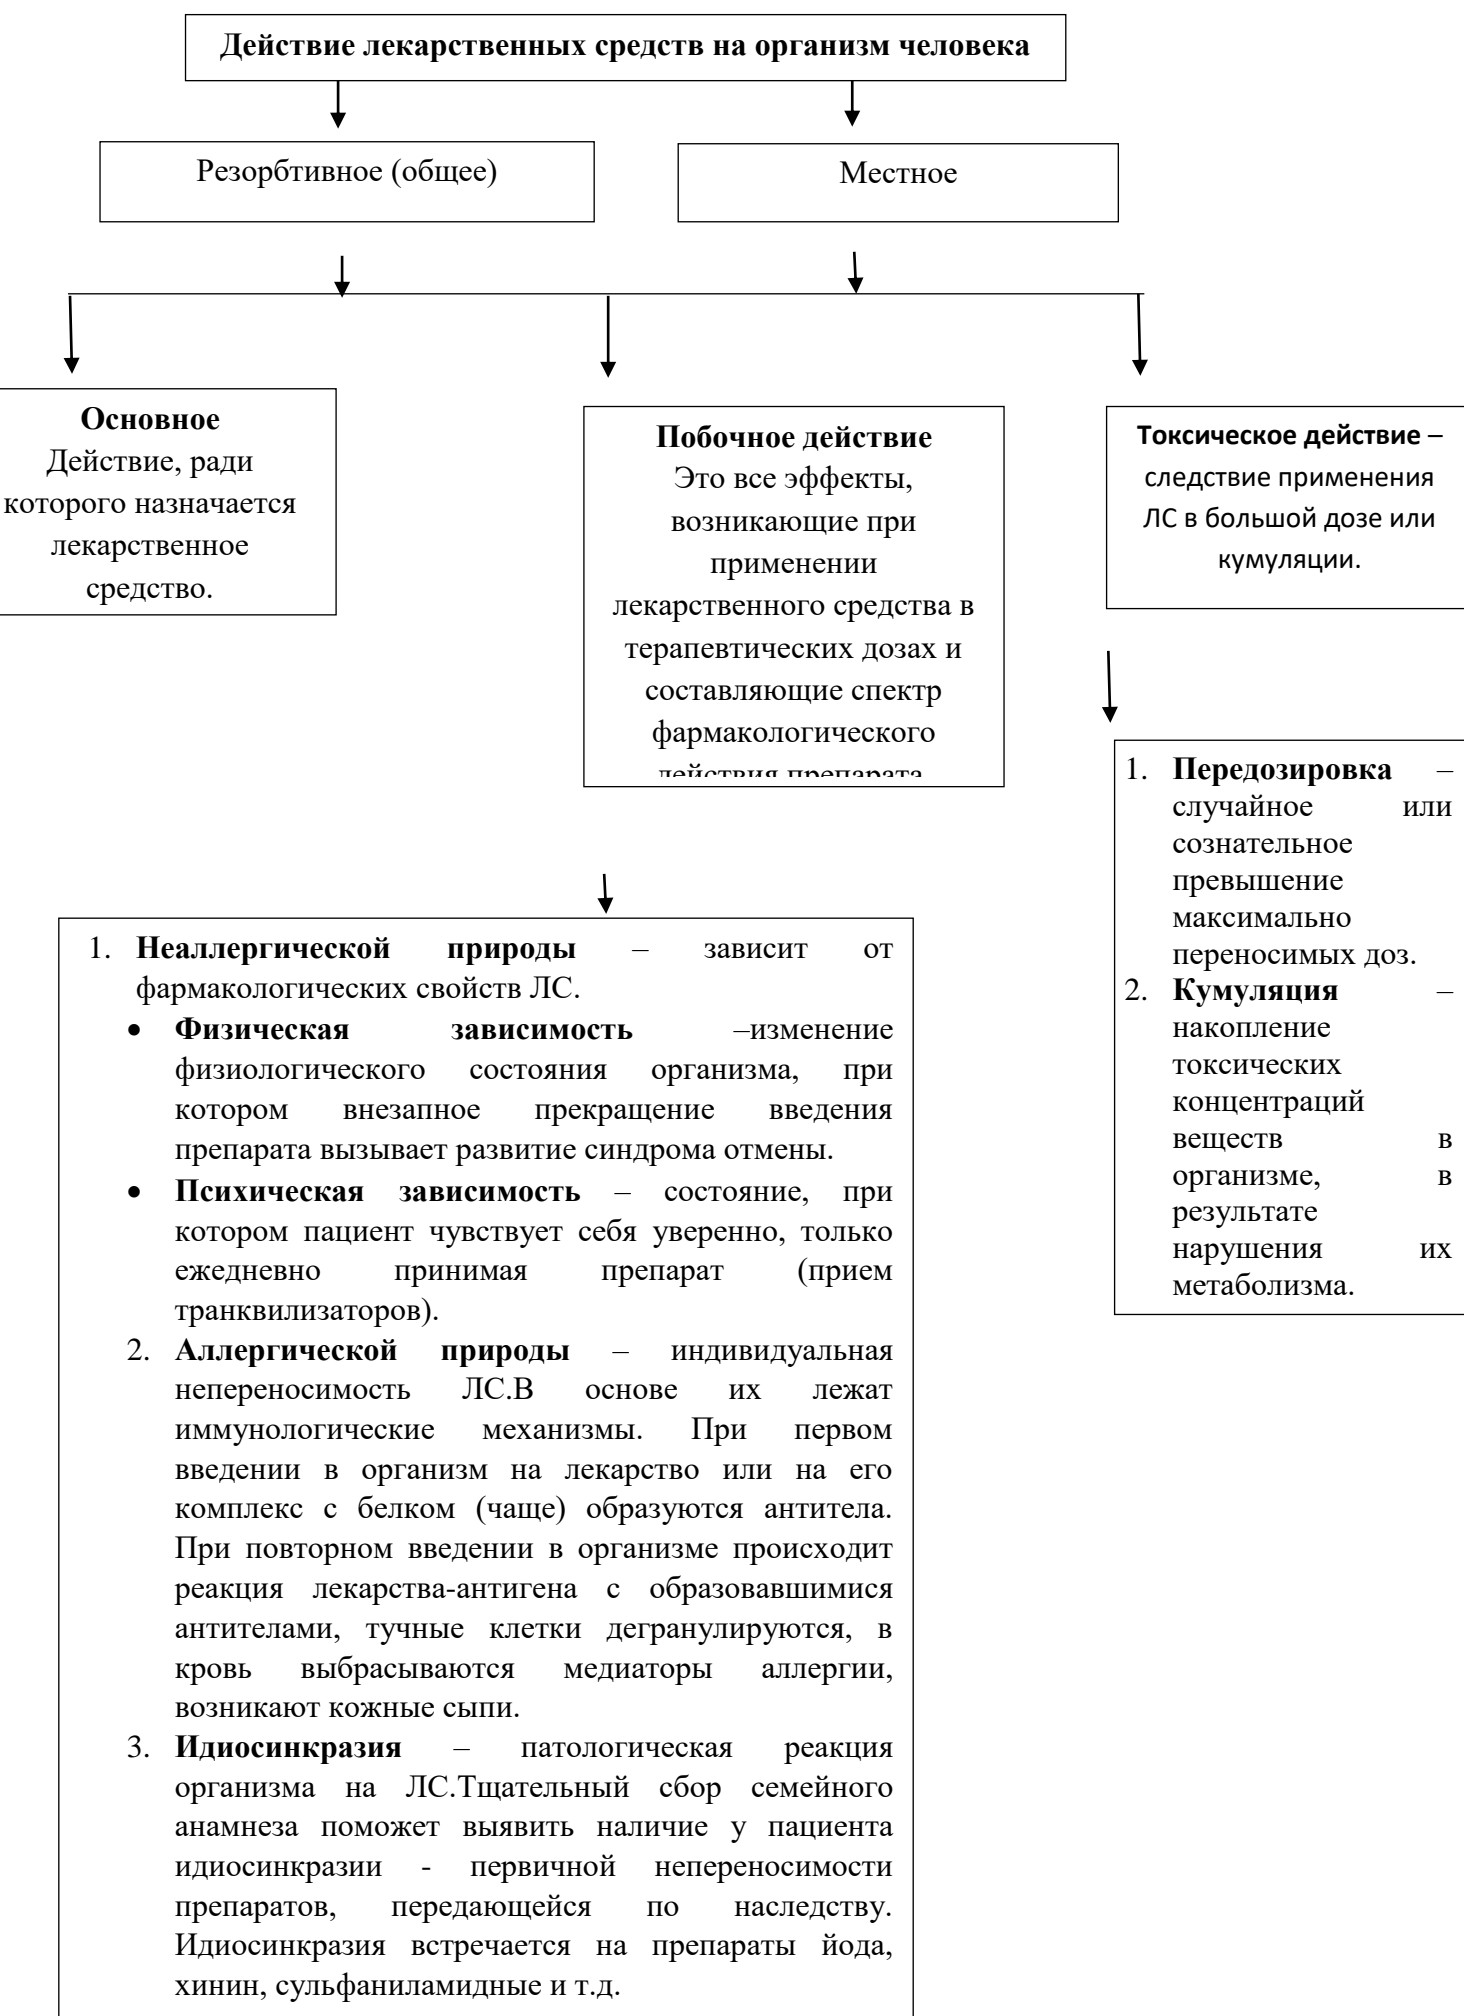 Действие лекарственных средств на организм человека
Резорбтивное (общее)
Местное
Основное
Действие, ради
которого назначается
лекарственное
средство.
Побочное действие
Это все эффекты,
возникающие при
применении
лекарственного средства в
терапевтических дозах и
составляющие спектр
фармакологического
действия препарата
Токсическое действие –
следствие применения
ЛС в большой дозе или
кумуляции.
1. Передозировка –
случайное или
сознательное
превышение
максимально
переносимых доз.
2. Кумуляция –
накопление
токсических
концентраций
веществ в
организме, в
результате
нарушения их
метаболизма.
1. Неаллергической природы – зависит от
фармакологических свойств ЛС.
• Физическая зависимость –изменение
физиологического состояния организма, при
котором внезапное прекращение введения
препарата вызывает развитие синдрома отмены.
• Психическая зависимость – состояние, при
котором пациент чувствует себя уверенно, только
ежедневно принимая препарат (прием
транквилизаторов).
2. Аллергической природы – индивидуальная
непереносимость ЛС.В основе их лежат
иммунологические механизмы. При первом
введении в организм на лекарство или на его
комплекс с белком (чаще) образуются антитела.
При повторном введении в организме происходит
реакция лекарства-антигена с образовавшимися
антителами, тучные клетки дегранулируются, в
кровь выбрасываются медиаторы аллергии,
возникают кожные сыпи.
3. Идиосинкразия – патологическая реакция
организма на ЛС.Тщательный сбор семейного
анамнеза поможет выявить наличие у пациента
идиосинкразии - первичной непереносимости
препаратов, передающейся по наследству.
Идиосинкразия встречается на препараты йода,
хинин, сульфаниламидные и т.д.